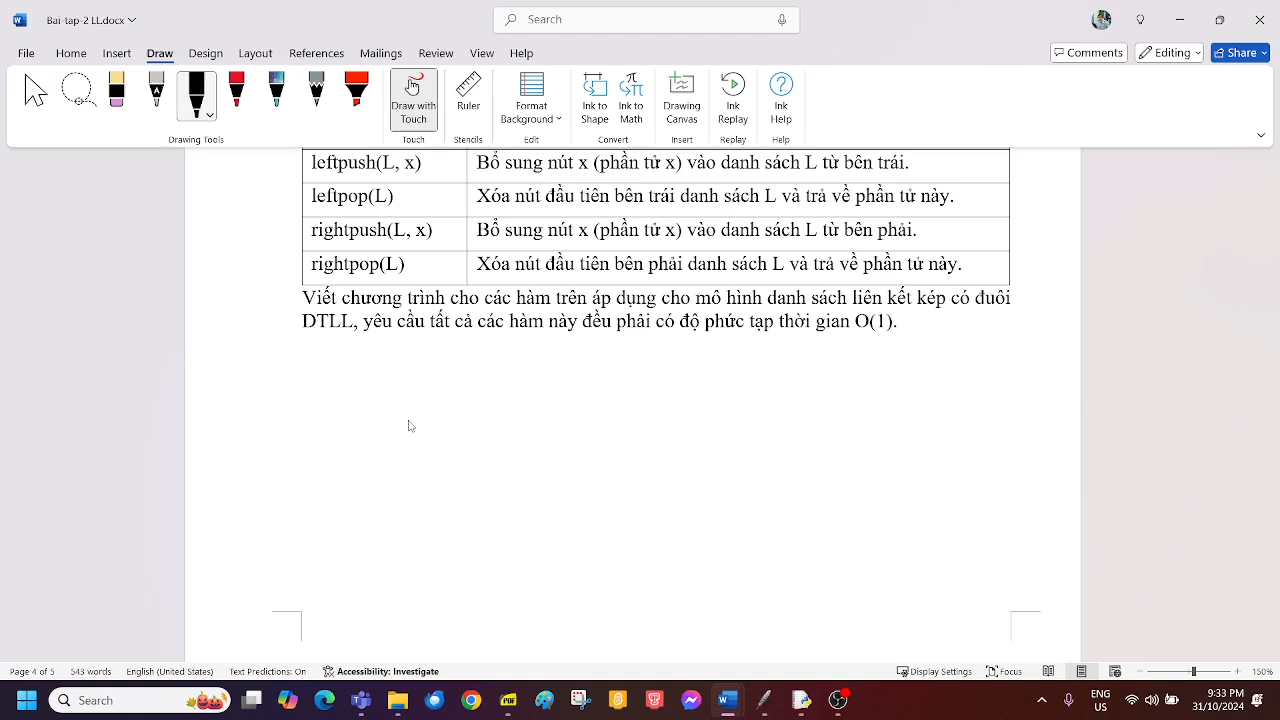 Bai-tap-2 LL.docx
Search
File Home Insert Draw Design Layout References Mailings Review View Help
Comments Editing Share
Draw with Touch
Ruler
Format Background
Ink to Shape
Ink to Math
Drawing Canvas
Ink Replay
Ink Help
Drawing Tools Touch Stencils Edit Convert Insert Replay Help
leftpush(L, x) Bổ sung nút x (phần tử x) vào danh sách L từ bên trái.
leftpop(L) Xóa nút đầu tiên bên trái danh sách L và trả về phần tử này.
rightpush(L, x) Bổ sung nút x (phần tử x) vào danh sách L từ bên phải.
rightpop(L) Xóa nút đầu tiên bên phải danh sách L và trả về phần tử này.
Viết chương trình cho các hàm trên áp dụng cho mô hình danh sách liên kết kép có đuôi
DTLL, yêu cầu tất cả các hàm này đều phải có độ phức tạp thời gian O(1).
Page 4 of 5 543 words English (United States) Text Predictions: On Accessibility: Investigate Display Settings Focus 150%
Search
PDF
ENG
US
9:33 PM
31/10/2024